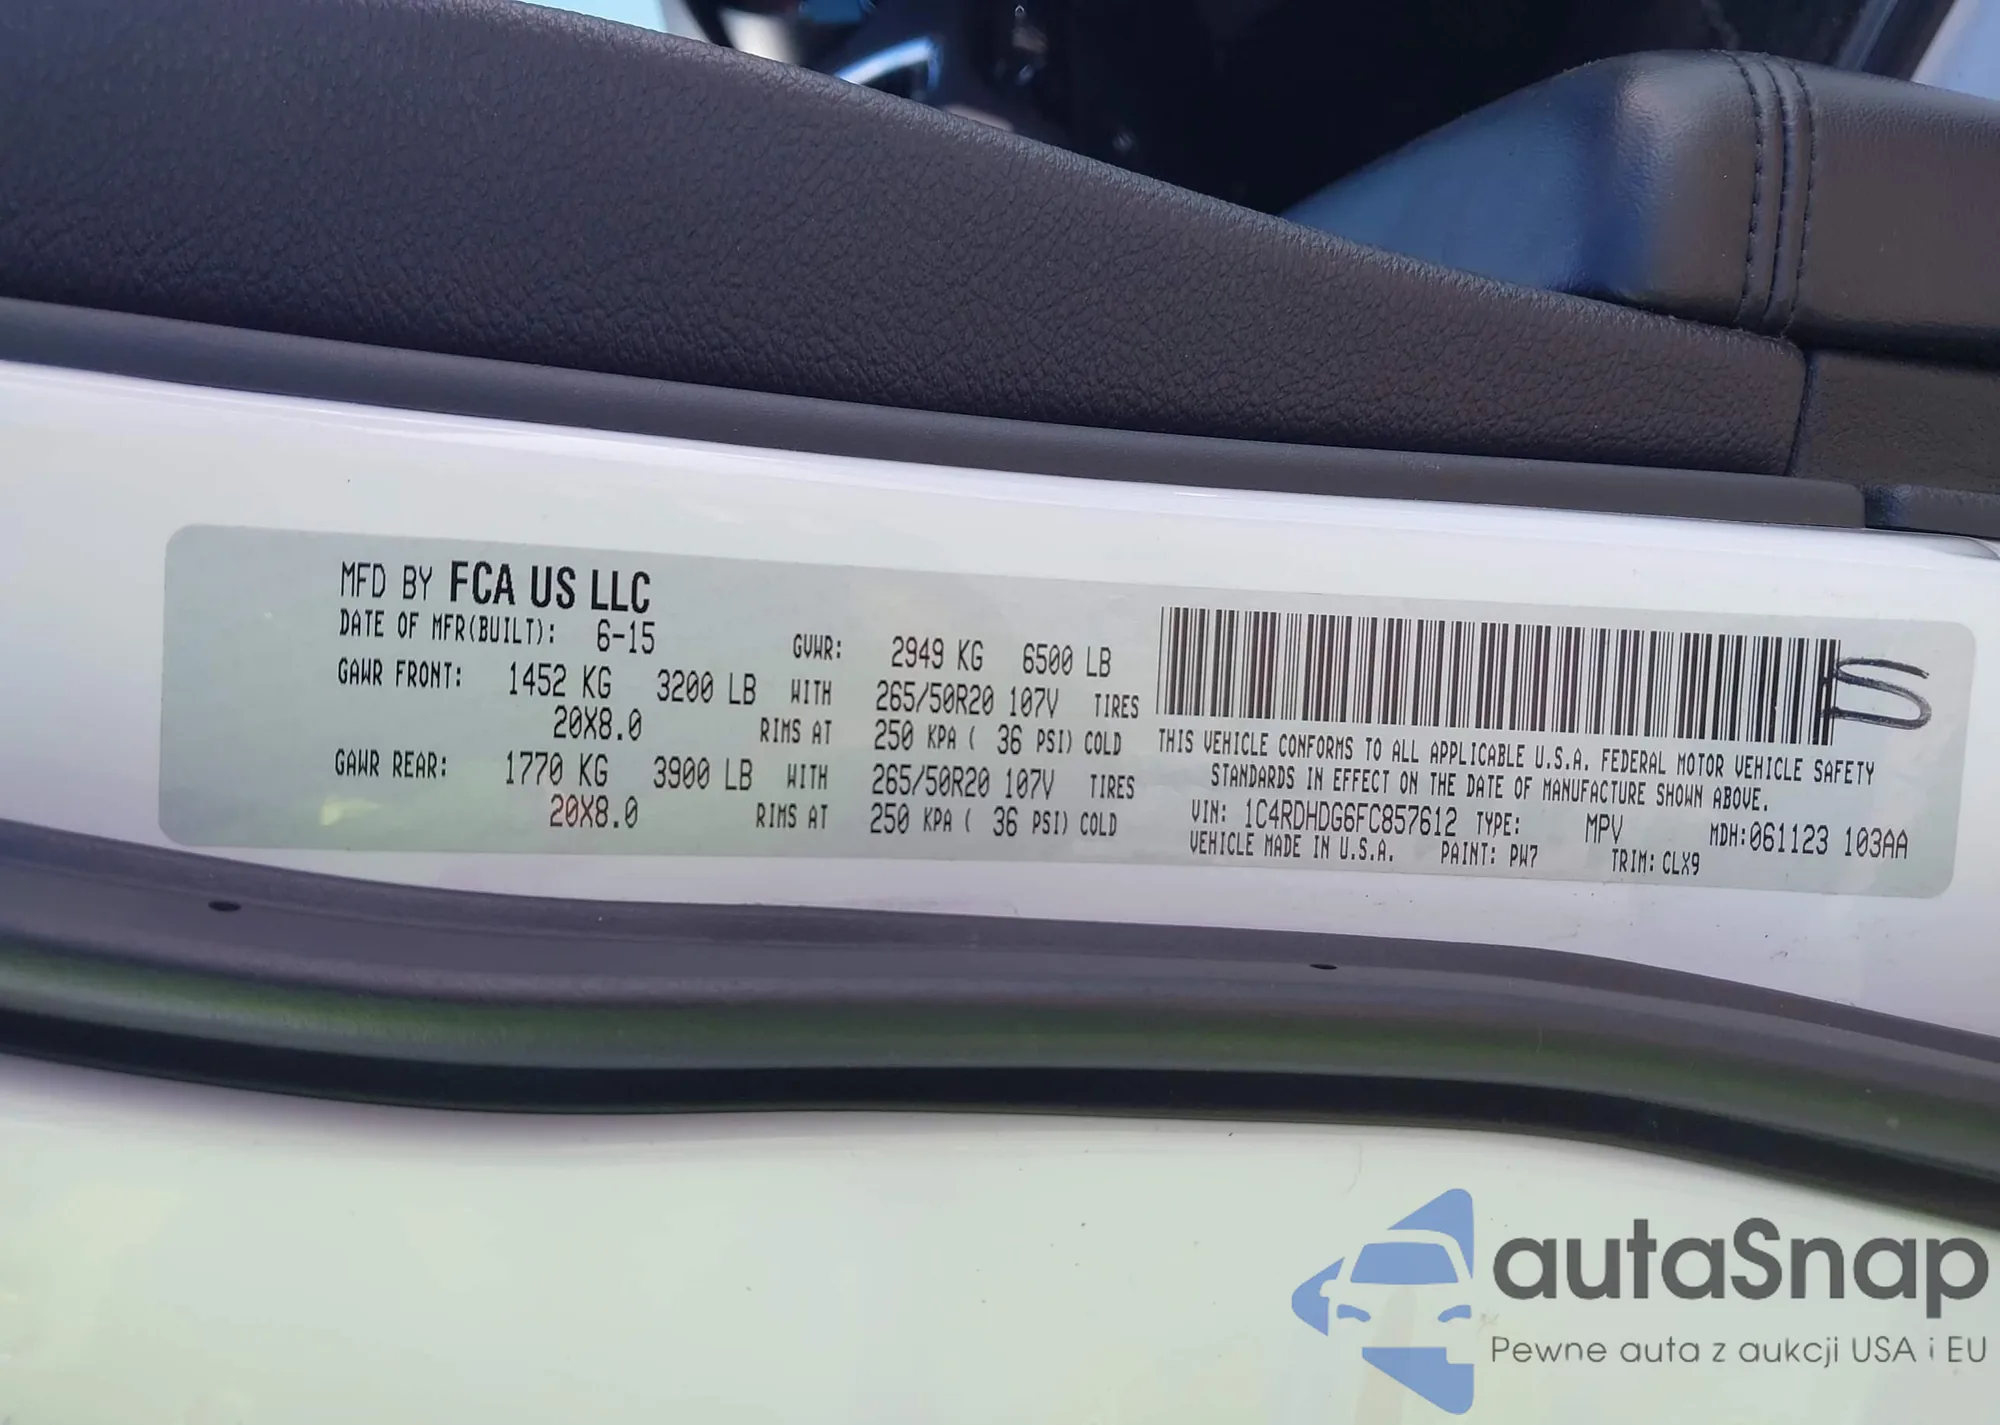 MFD BY FCA US LLC
DATE OF MFR(BUILT): 6-15 GVWR: 2949 KG 6500 LB
GAWR FRONT: 1452 KG 3200 LB WITH 265/50R20 107V TIRES
20X8.0 RIMS AT 250 KPA ( 36 PSI) COLD
GAWR REAR: 1770 KG 3900 LB WITH 265/50R20 107V TIRES
20X8.0 RIMS AT 250 KPA ( 36 PSI) COLD
S
THIS VEHICLE CONFORMS TO ALL APPLICABLE U.S.A. FEDERAL MOTOR VEHICLE SAFETY
STANDARDS IN EFFECT ON THE DATE OF MANUFACTURE SHOWN ABOVE.
VIN: 1C4RDHDG6FC857612 TYPE: MPV MDH:061123 103AA
VEHICLE MADE IN U.S.A. PAINT: PW7 TRIM: CLX9
autaSnap
Pewne auta z aukcji USA i EU